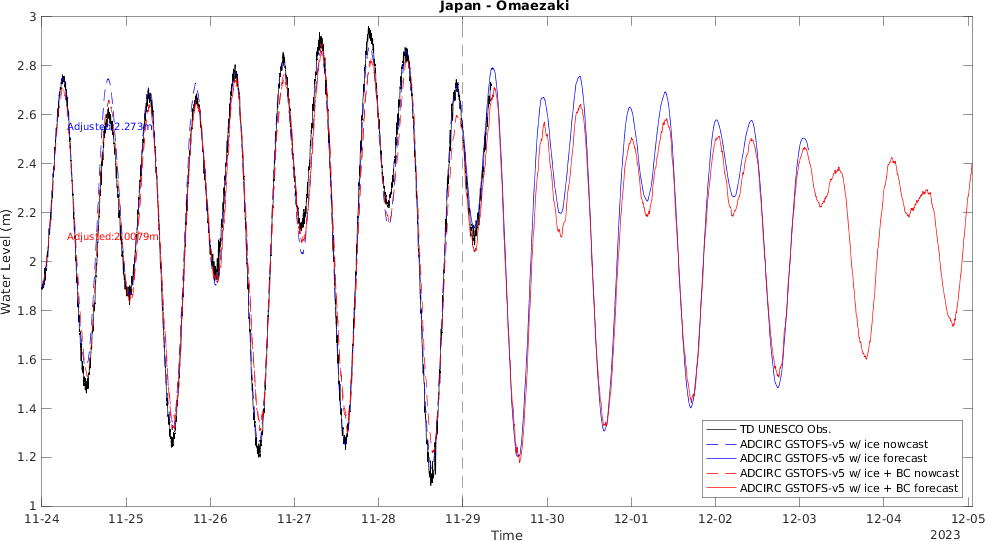 Japan - Omaezaki
3
2.8
2.6
2.4
2.2
2
1.8
1.6
1.4
1.2
1
Water Level (m)
Adjusted:2.273m
Adjusted:2.0079m
TD UNESCO Obs.
ADCIRC GSTOFS-v5 w/ ice nowcast
ADCIRC GSTOFS-v5 w/ ice forecast
ADCIRC GSTOFS-v5 w/ ice + BC nowcast
ADCIRC GSTOFS-v5 w/ ice + BC forecast
11-24 11-25 11-26 11-27 11-28 11-29 11-30 12-01 12-02 12-03 12-04 12-05
Time
2023